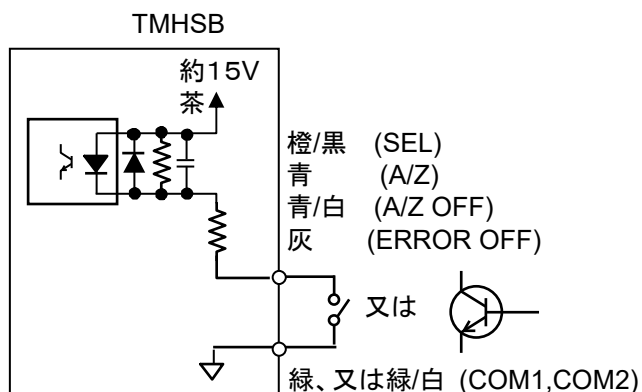 TMHSB
約15V
茶
橙/黒 (SEL)
青 (A/Z)
青/白 (A/Z OFF)
灰 (ERROR OFF)
又は
緑、又は緑/白 (COM1,COM2)